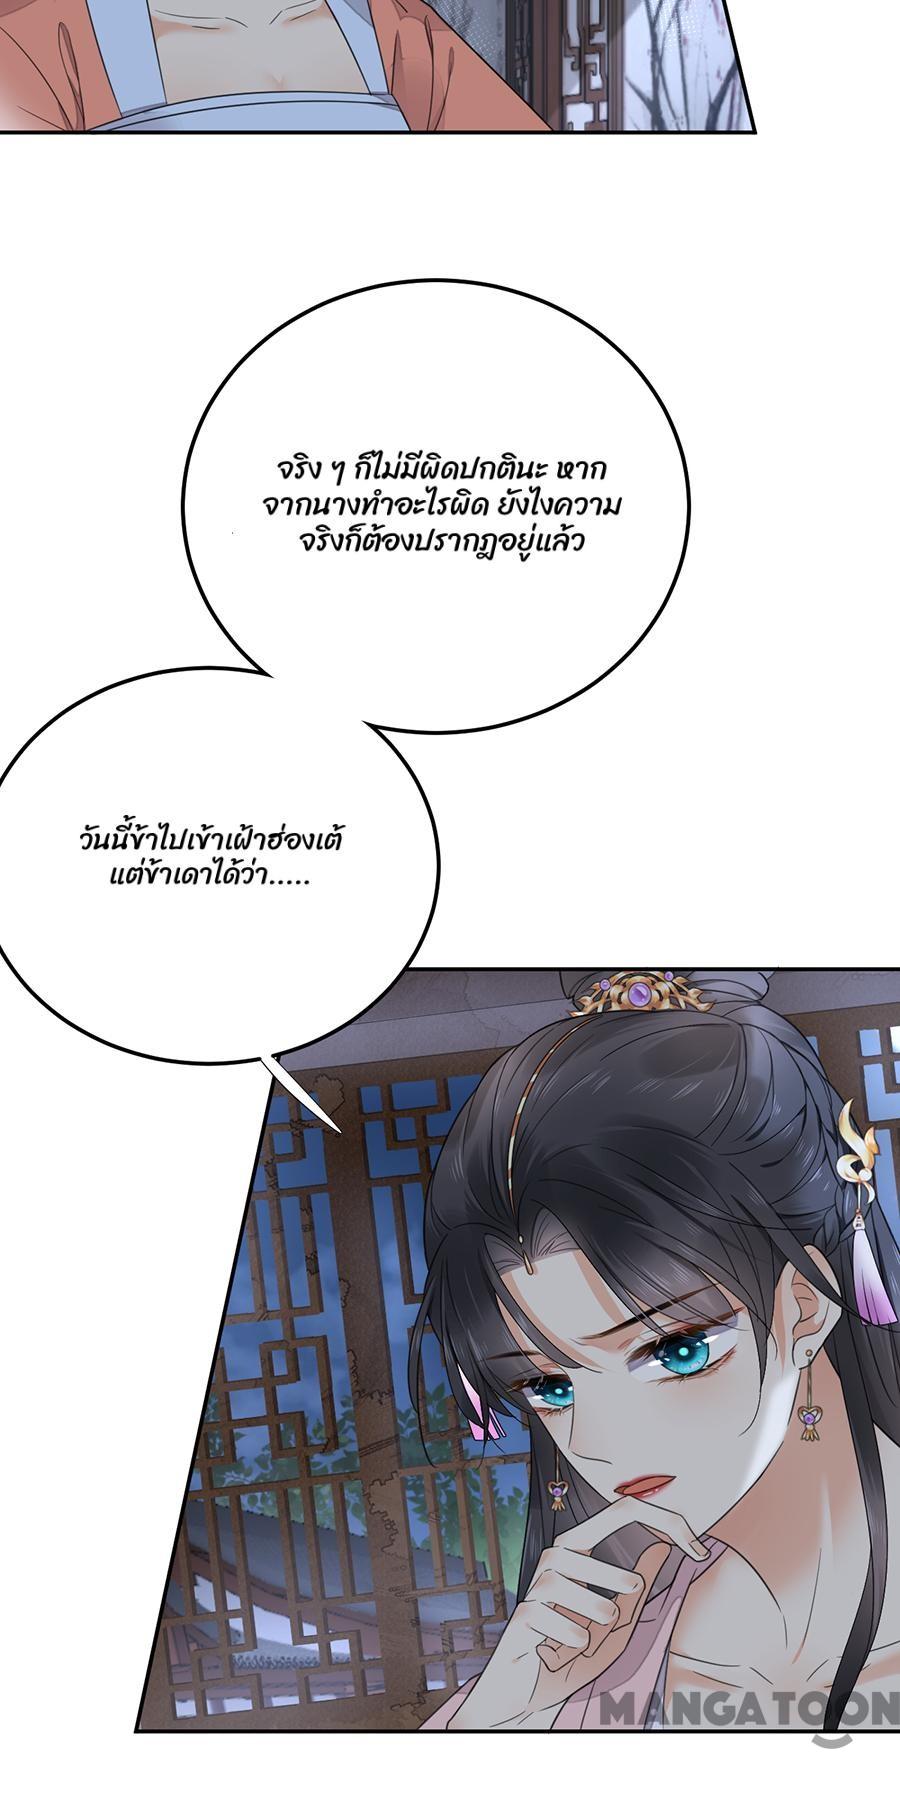 จริง ๆ ก็ไม่มีผิดปกตินะ หาก
จากนางทำอะไรผิด ยังไงความ
จริงก็ต้องปรากฎอยู่แล้ว
วันนี้ข้าไปเข้าเฝ้าฮ่องเต้
แต่ข้าเดาได้ว่า.....
MANGATOON